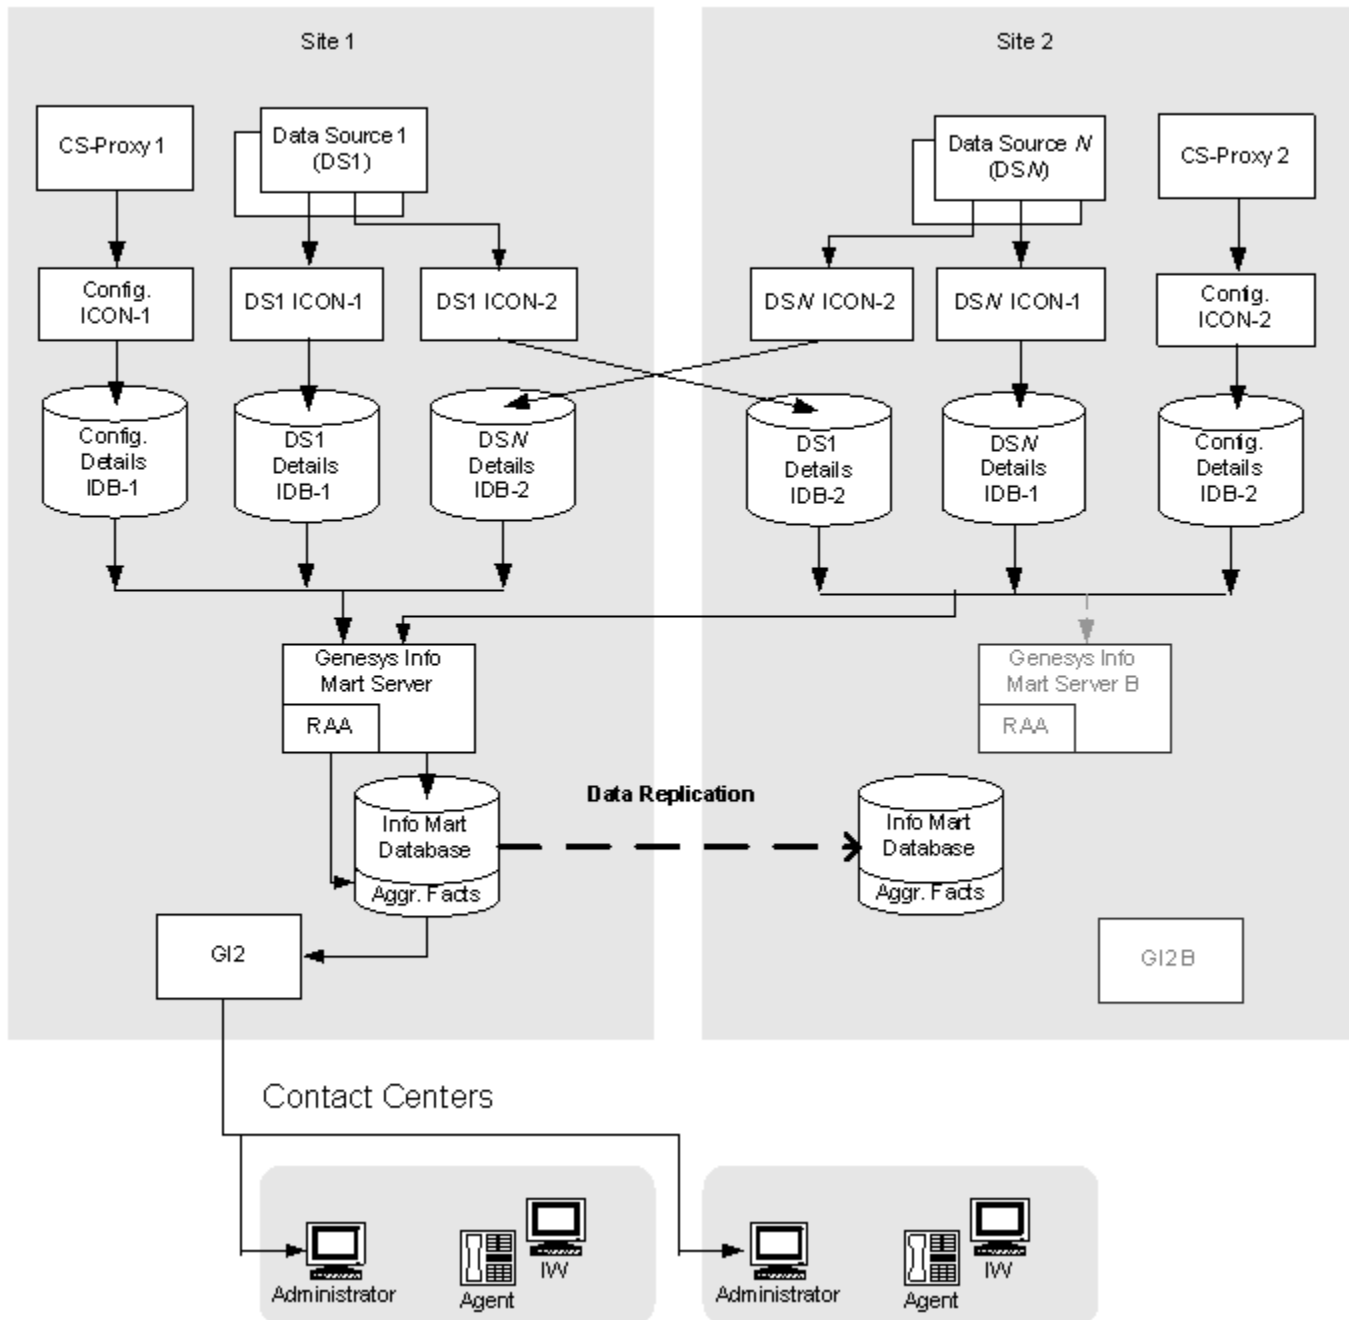 Site 1
Site 2
CS-Proxy 1
Data Source 1
(DS1)
Data Source N
(DSN)
CS-Proxy 2
Config.
ICON-1
DS1 ICON-1
DS1 ICON-2
DSN ICON-2
DSN ICON-1
Config.
ICON-2
Config.
Details
IDB-1
DS1
Details
IDB-1
DSN
Details
IDB-2
DS1
Details
IDB-2
DSN
Details
IDB-1
Config.
Details
IDB-2
Genesys Info
Mart Server
RAA
Genesys Info
Mart Server B
RAA
Data Replication
Info Mart
Database
Aggr. Facts
Info Mart
Database
Aggr. Facts
GI2
GI2 B
Contact Centers
Administrator
Agent
IW
Administrator
Agent
IW